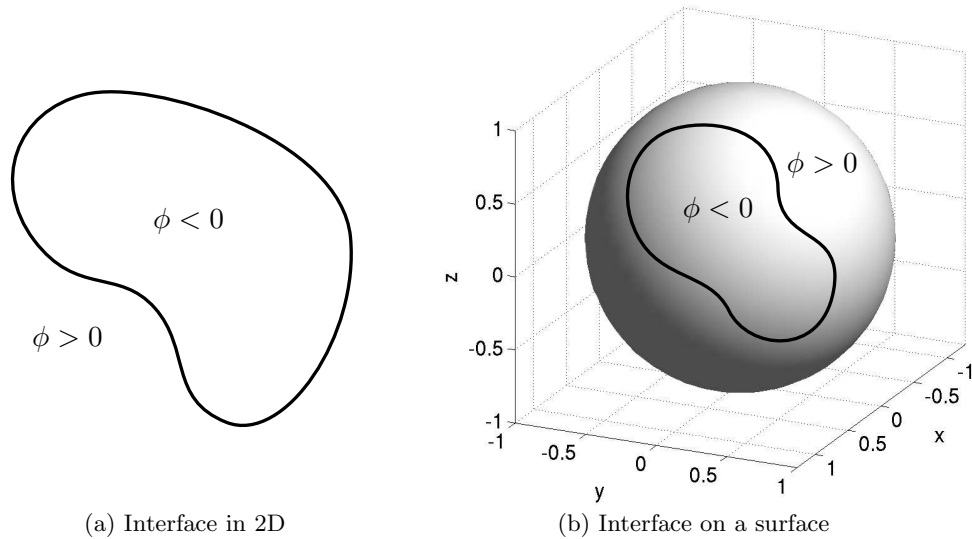 ϕ < 0
ϕ > 0
(a) Interface in 2D
1
0.5
0
-0.5
-1
z
-1
-0.5
0
0.5
1
y
-1
-0.5
0
0.5
1
x
ϕ > 0
ϕ < 0
(b) Interface on a surface